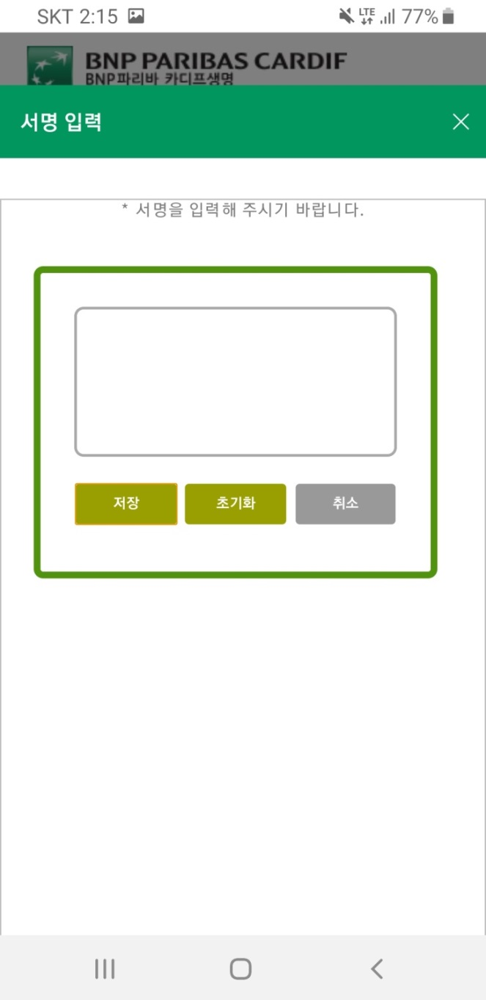 SKT 2:15 LTE 77%
BNP PARIBAS CARDIF
BNP파리바 카디프생명
서명 입력
* 서명을 입력해 주시기 바랍니다.
저장 초기화 취소